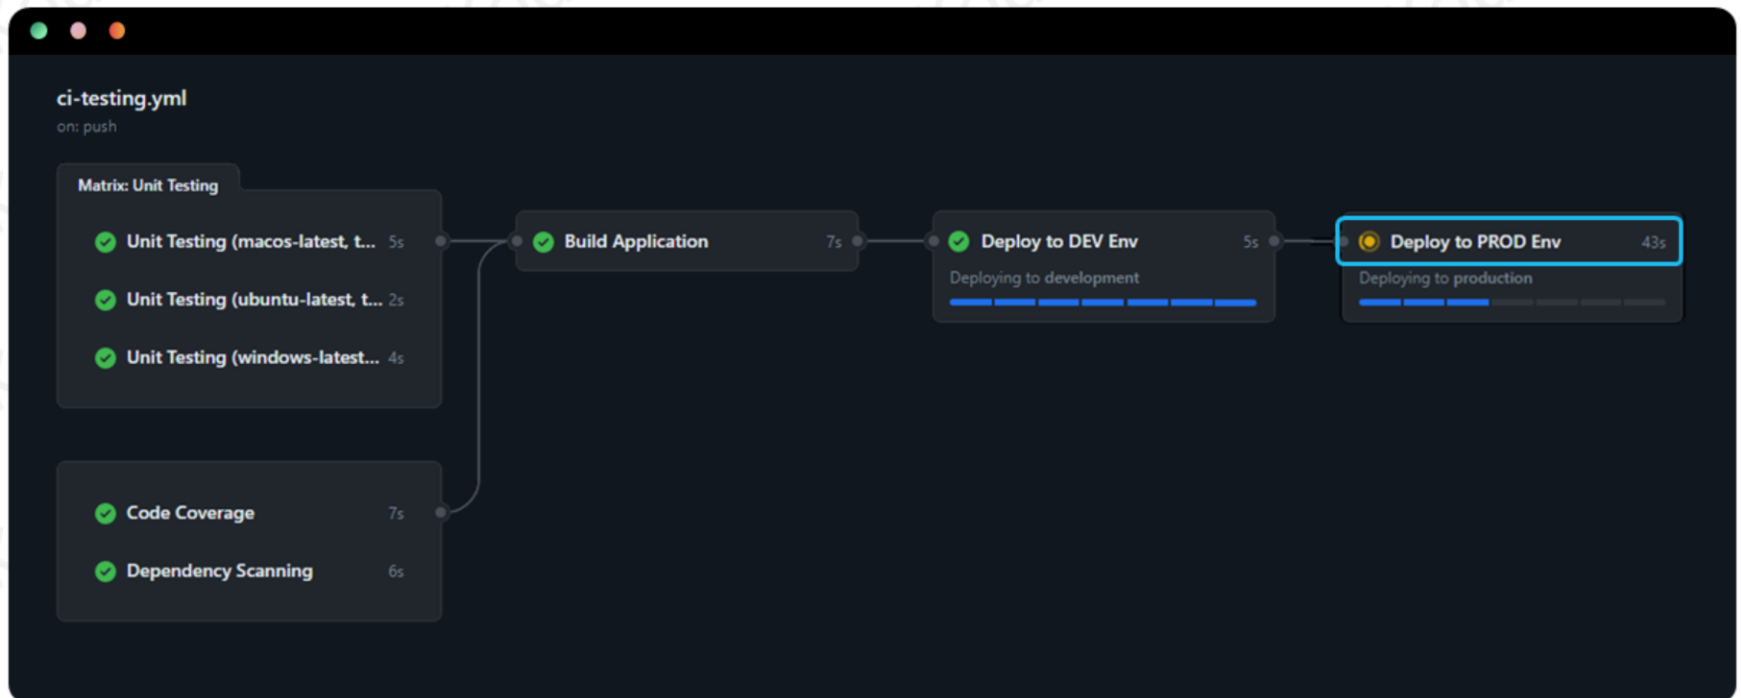 ci-testing.yml
on: push
Matrix: Unit Testing
Unit Testing (macos-latest, t... 5s
Unit Testing (ubuntu-latest, t... 2s
Unit Testing (windows-latest... 4s
Code Coverage 7s
Dependency Scanning 6s
Build Application 7s
Deploy to DEV Env 5s
Deploying to development
Deploy to PROD Env 43s
Deploying to production